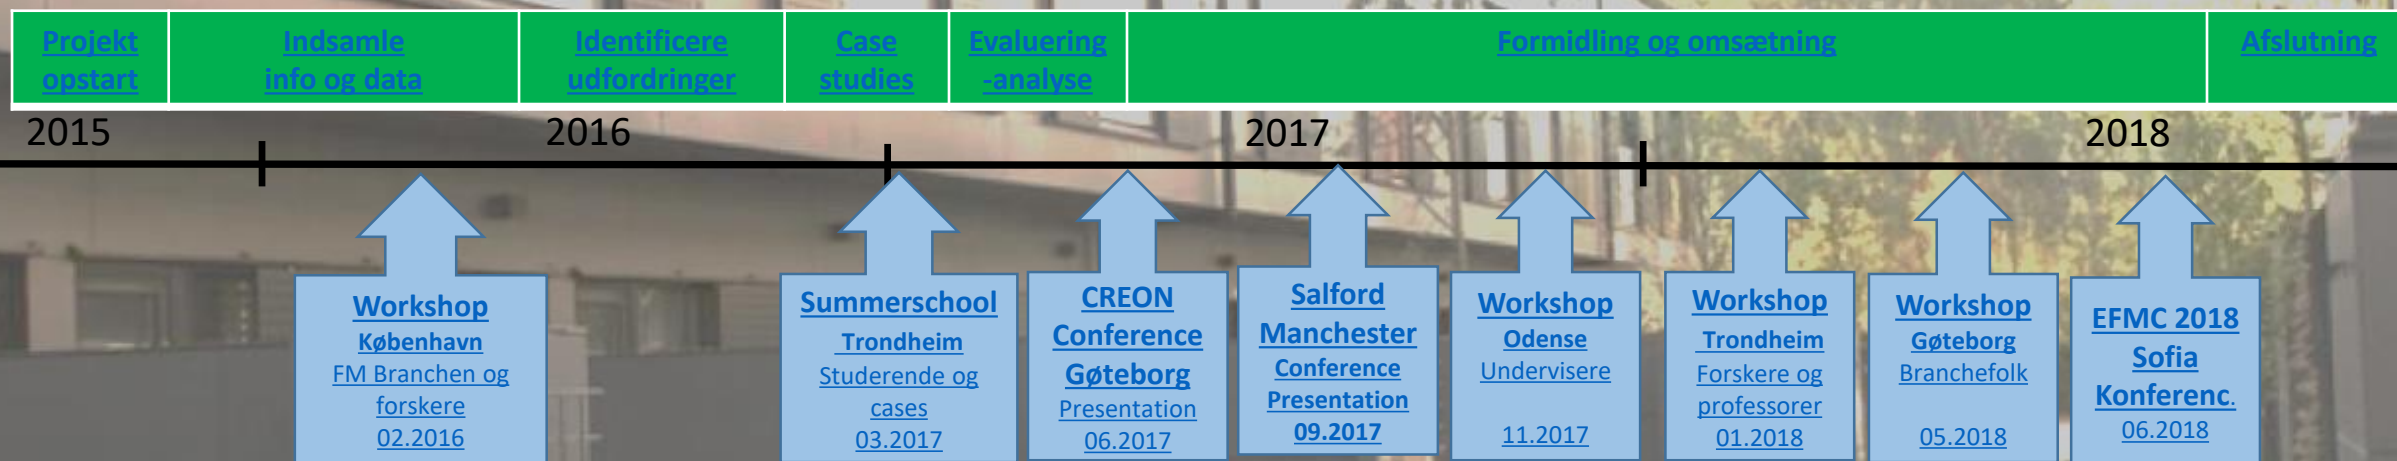 Projekt
opstart
Indsamle
info og data
Identificere
udfordringer
Case
studies
Evaluering
-analyse
Formidling og omsætning
Afslutning
2015
2016
2017
2018
Workshop
København
FM Branchen og
forskere
02.2016
Summerschool
Trondheim
Studerende og
cases
03.2017
CREON
Conference
Gøteborg
Presentation
06.2017
Salford
Manchester
Conference
Presentation
09.2017
Workshop
Odense
Undervisere
11.2017
Workshop
Trondheim
Forskere og
professorer
01.2018
Workshop
Gøteborg
Branchefolk
05.2018
EFMC 2018
Sofia
Konferenc.
06.2018